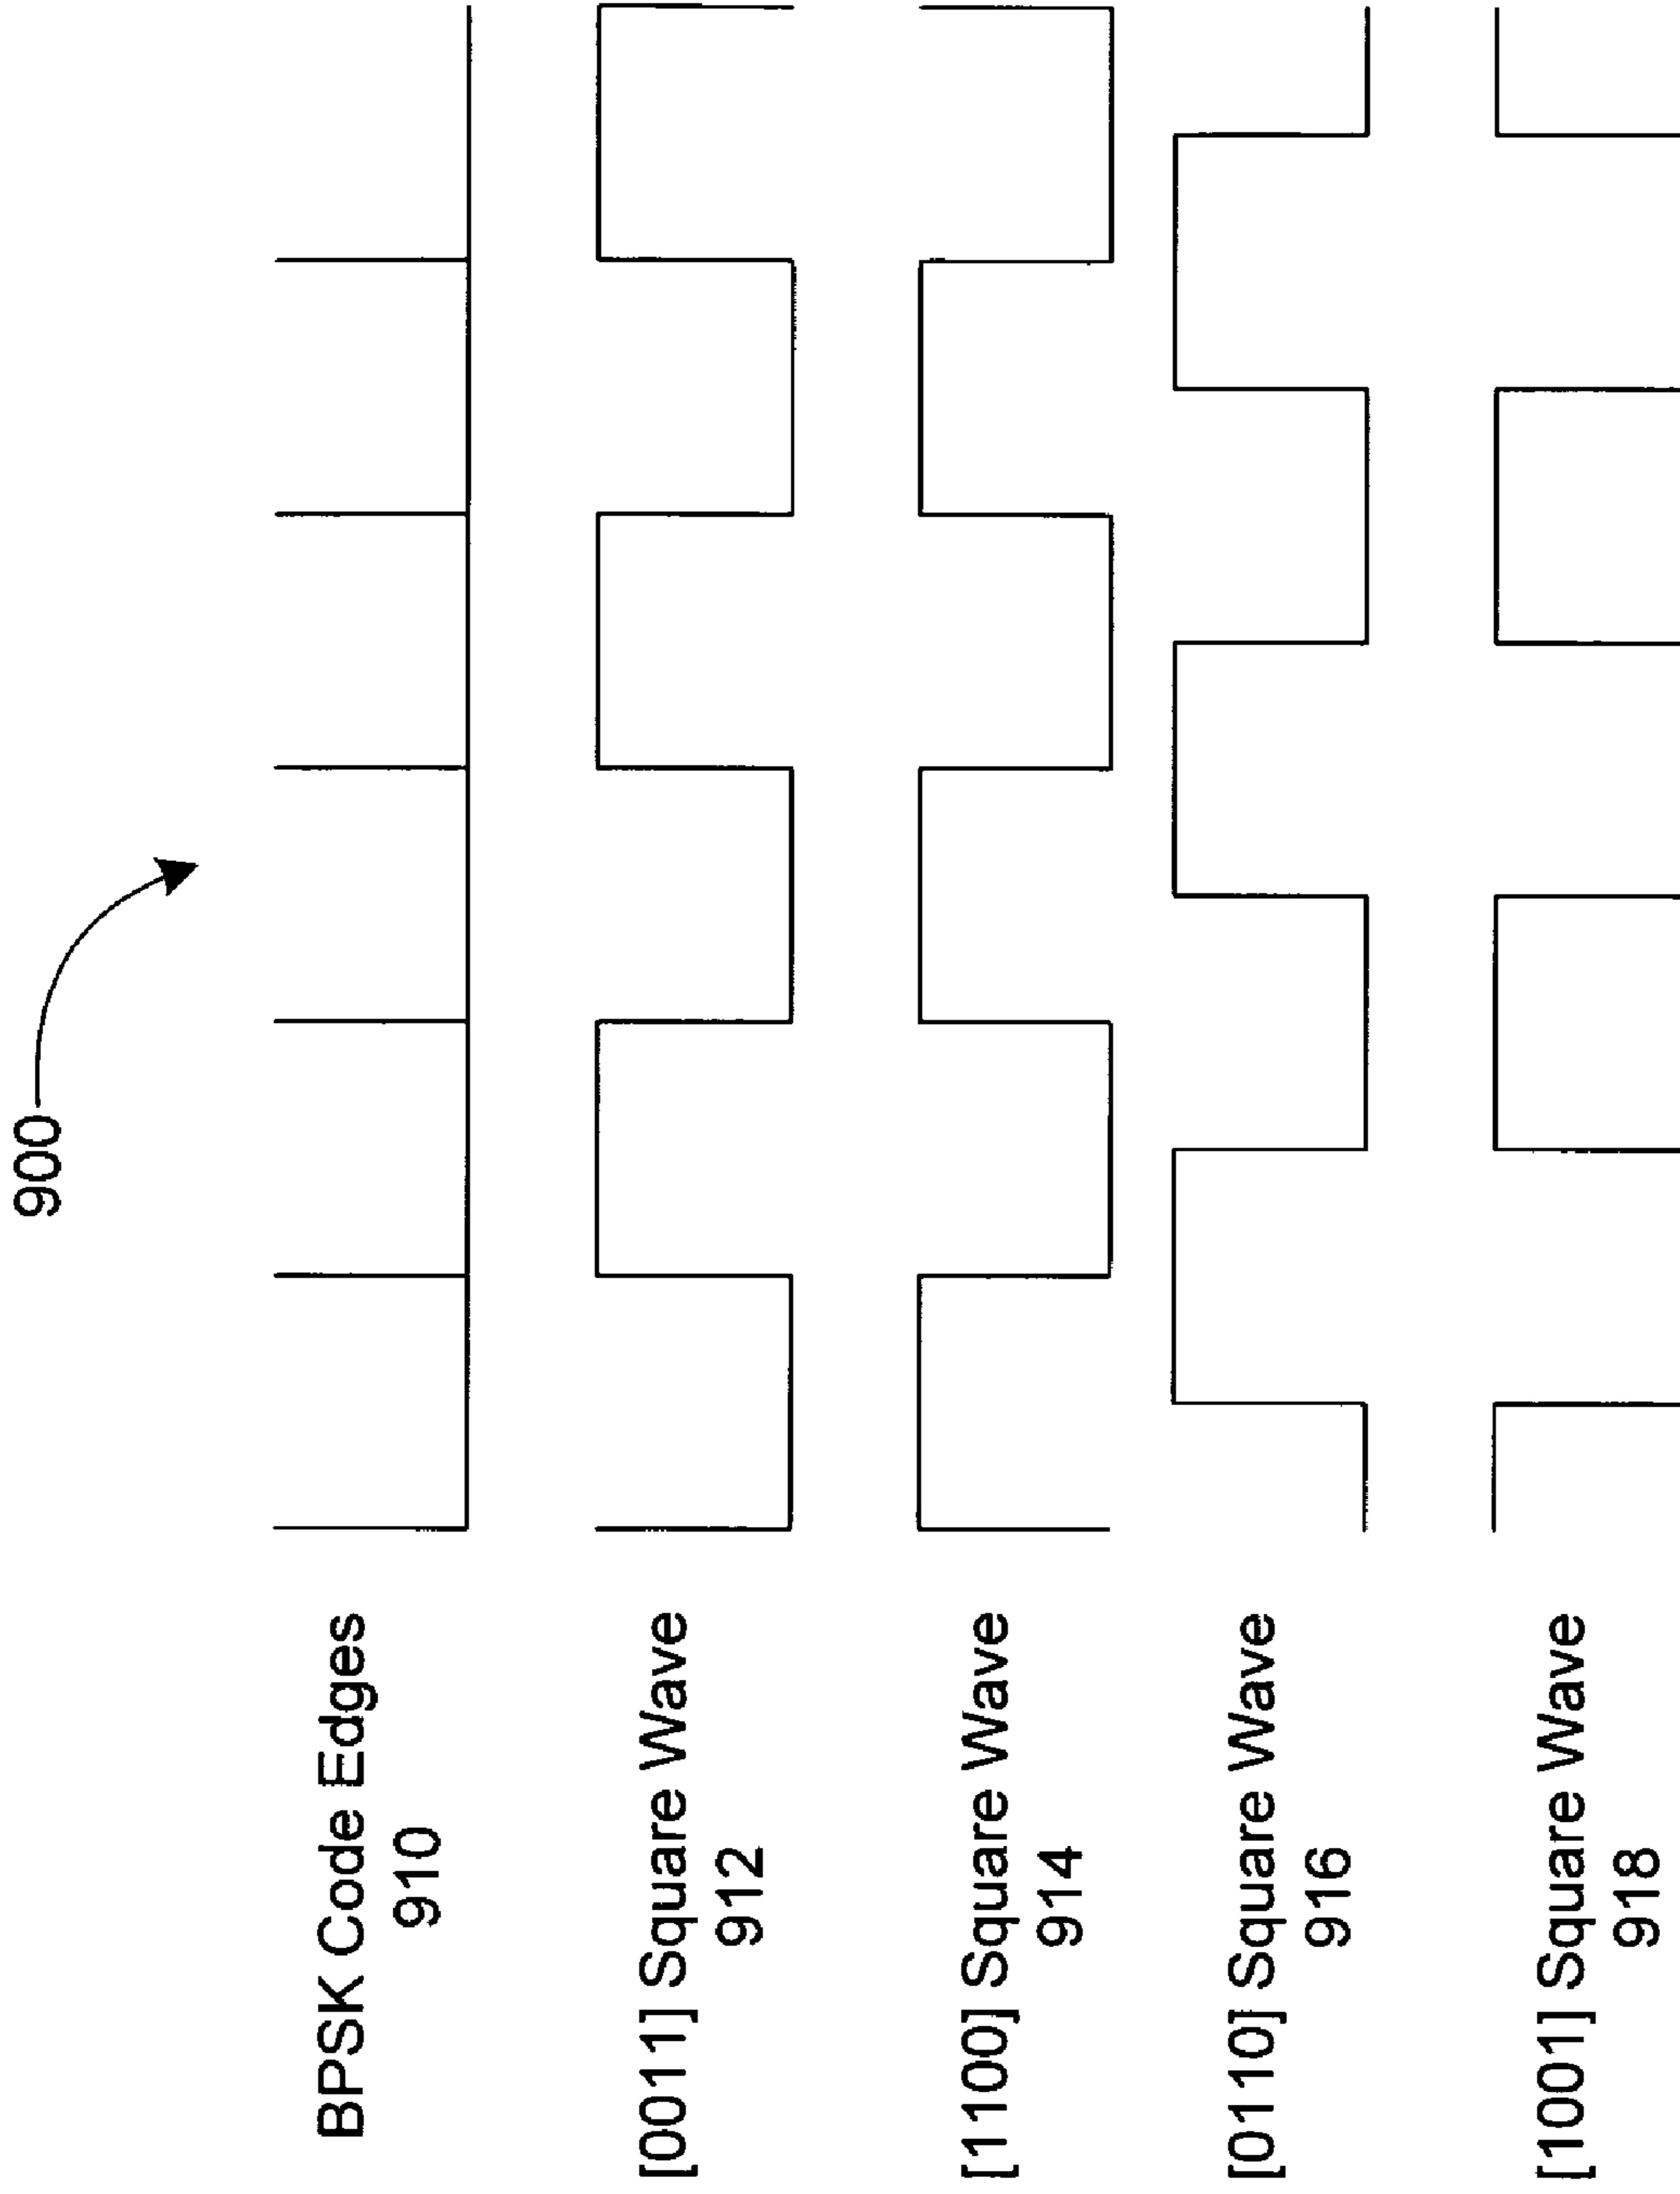 900
BPSK Code Edges
910
[0011] Square Wave
912
[1100] Square Wave
914
[0110] Square Wave
916
[1001] Square Wave
918